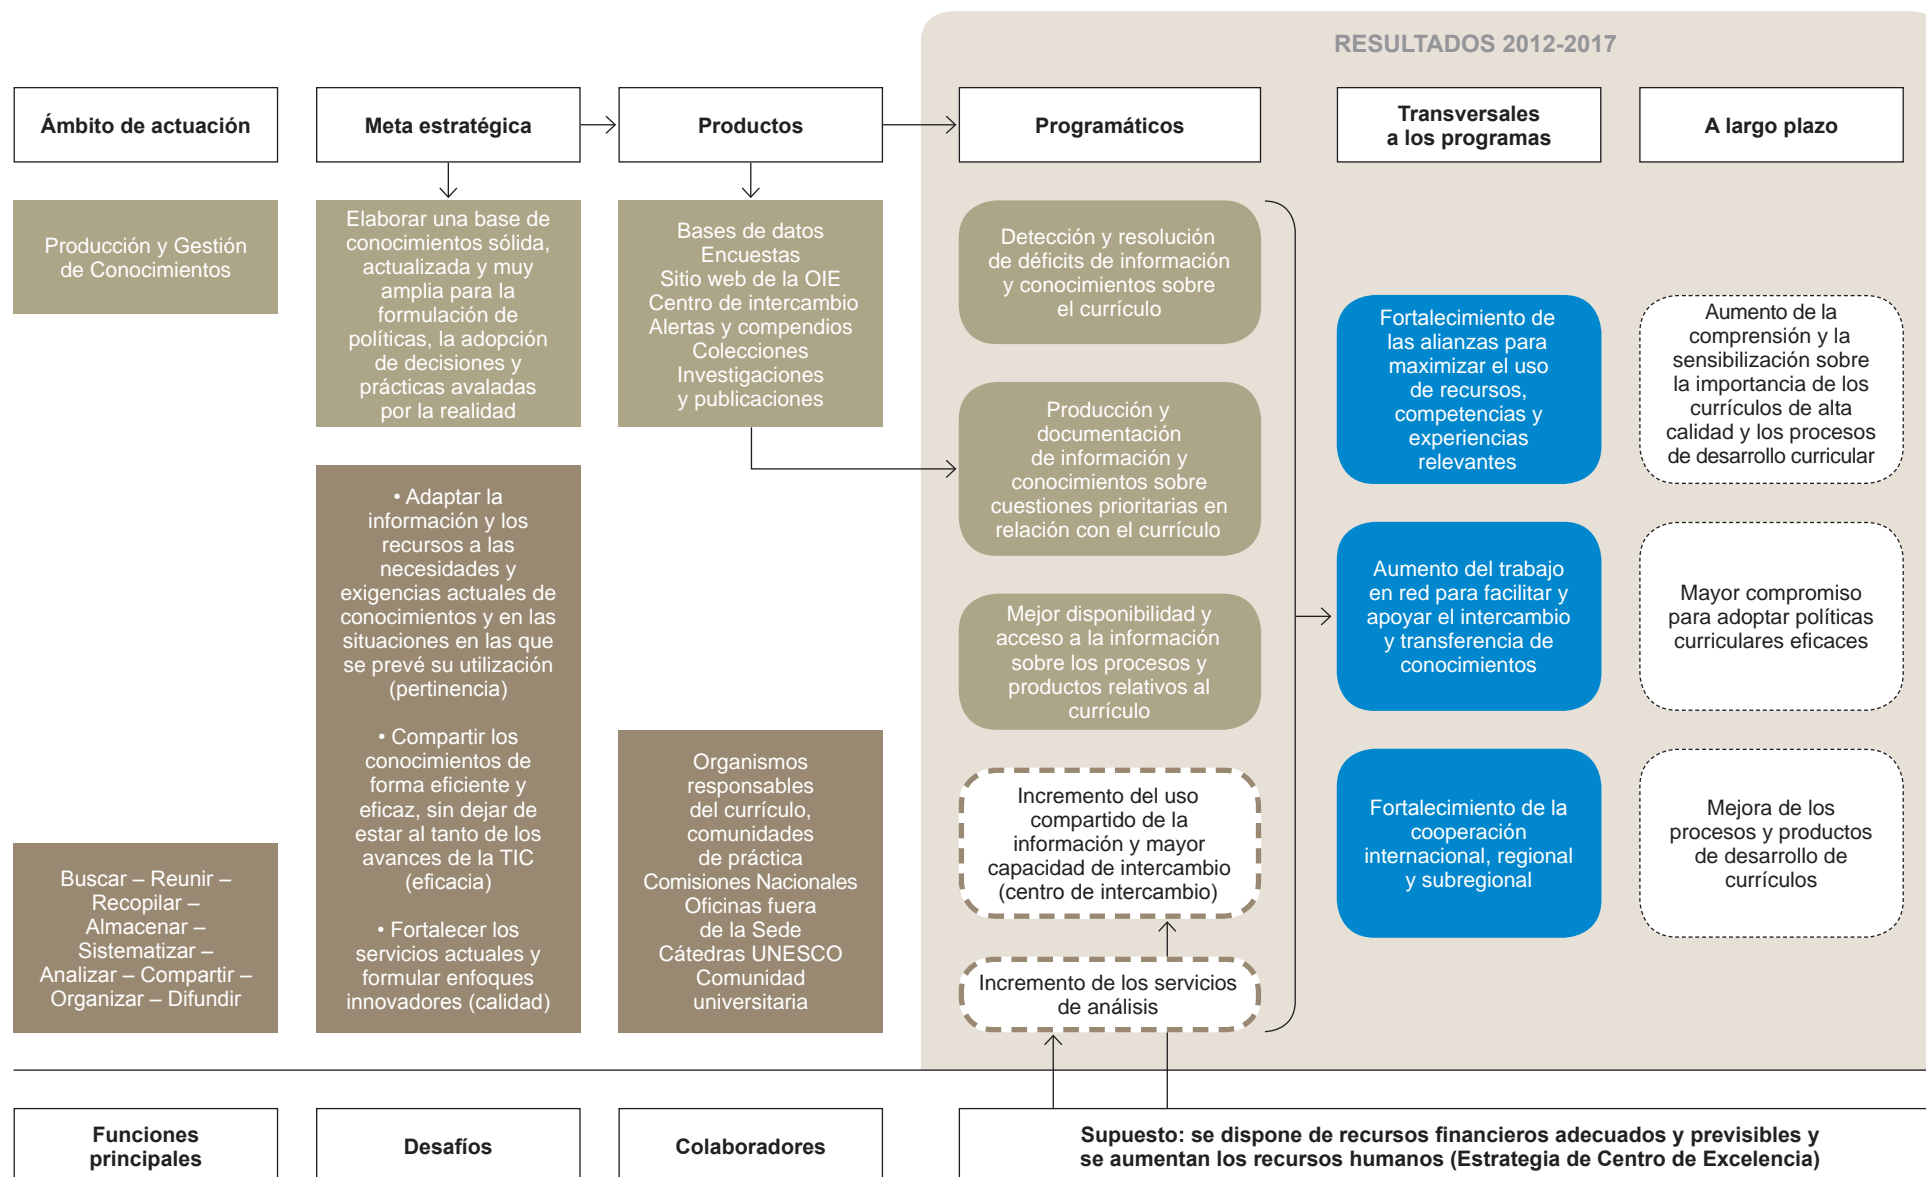 RESULTADOS 2012-2017
Ámbito de actuación
Meta estratégica
Productos
Programáticos
Transversales
a los programas
A largo plazo
Producción y Gestión
de Conocimientos
Elaborar una base de
conocimientos sólida,
actualizada y muy
amplia para la
formulación de
políticas, la adopción
de decisiones y
prácticas avaladas
por la realidad
Bases de datos
Encuestas
Sitio web de la OIE
Centro de intercambio
Alertas y compendios
Colecciones
Investigaciones
y publicaciones
Detección y resolución
de déficits de información
y conocimientos sobre
el currículo
Producción y
documentación
de información y
conocimientos sobre
cuestiones prioritarias en
relación con el currículo
Mejor disponibilidad y
acceso a la información
sobre los procesos y
productos relativos al
currículo
Incremento del uso
compartido de la
información y mayor
capacidad de intercambio
(centro de intercambio)
Incremento de los servicios
de análisis
Fortalecimiento de
las alianzas para
maximizar el uso
de recursos,
competencias y
experiencias
relevantes
Aumento del trabajo
en red para facilitar y
apoyar el intercambio
y transferencia de
conocimientos
Fortalecimiento de la
cooperación
internacional, regional
y subregional
Aumento de la
comprensión y la
sensibilización sobre
la importancia de los
currículos de alta
calidad y los procesos
de desarrollo curricular
Mayor compromiso
para adoptar políticas
curriculares eficaces
Mejora de los
procesos y productos
de desarrollo de
currículos
Buscar – Reunir –
Recopilar –
Almacenar –
Sistematizar –
Analizar – Compartir –
Organizar – Difundir
• Adaptar la
información y los
recursos a las
necesidades y
exigencias actuales de
conocimientos y en las
situaciones en las que
se prevé su utilización
(pertinencia)
• Compartir los
conocimientos de
forma eficiente y
eficaz, sin dejar de
estar al tanto de los
avances de la TIC
(eficacia)
• Fortalecer los
servicios actuales y
formular enfoques
innovadores (calidad)
Organismos
responsables
del currículo,
comunidades
de práctica
Comisiones Nacionales
Oficinas fuera
de la Sede
Cátedras UNESCO
Comunidad
universitaria
Funciones
principales
Desafíos
Colaboradores
Supuesto: se dispone de recursos financieros adecuados y previsibles y
se aumentan los recursos humanos (Estrategia de Centro de Excelencia)